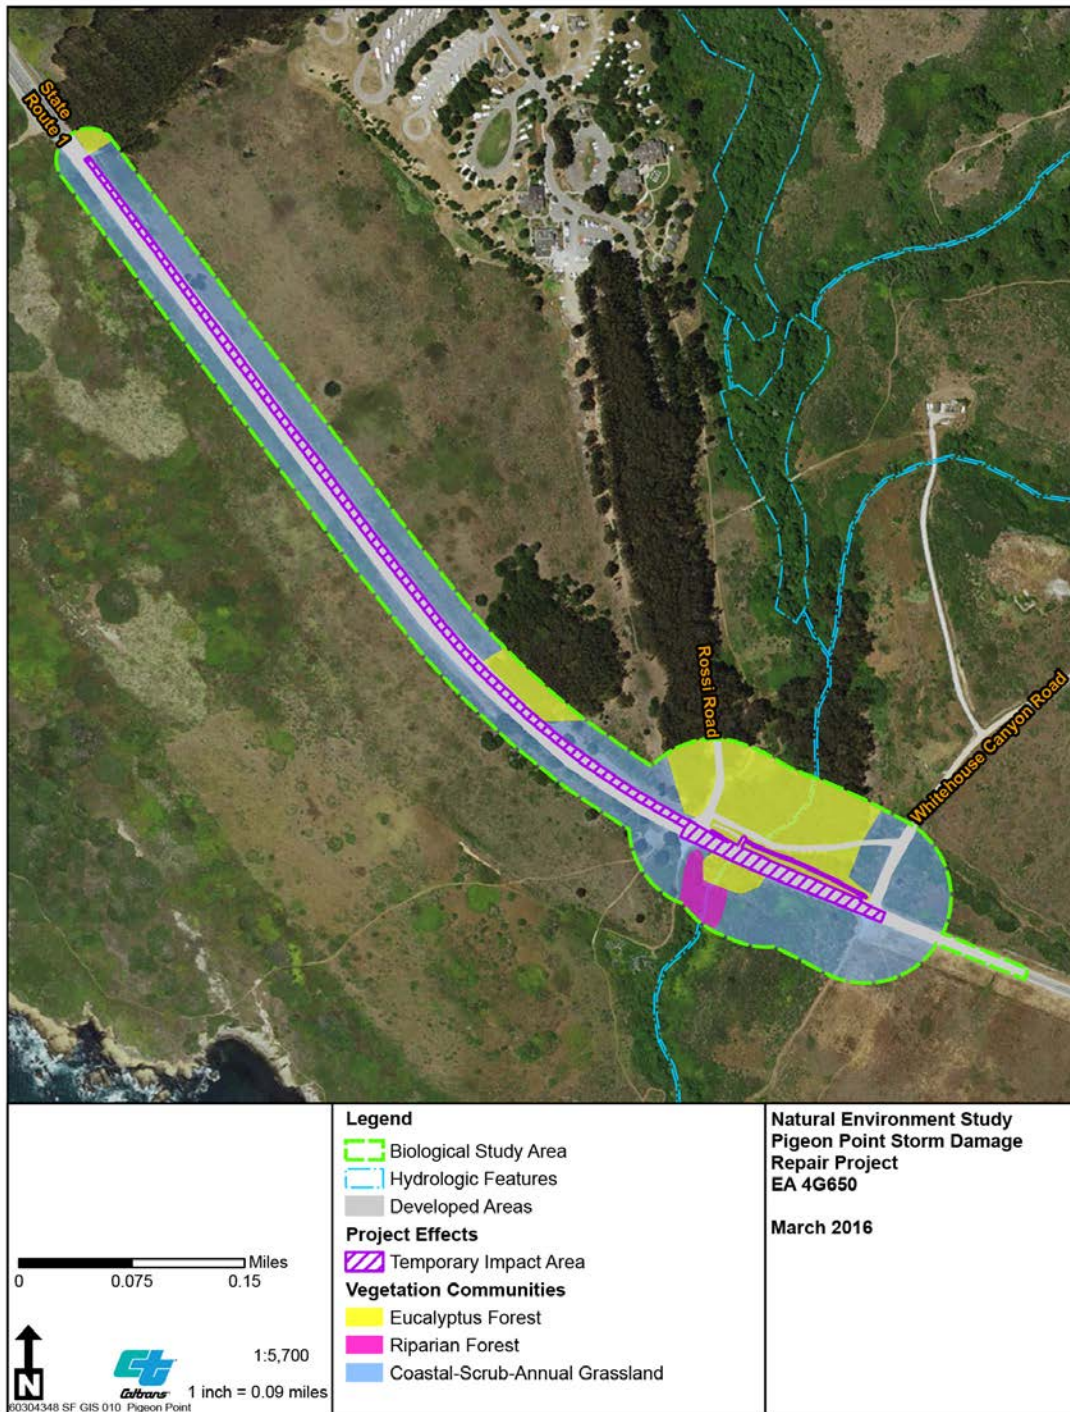 State
Route 1
Rossi Road
Whitehouse Canyon Road
Miles
0
0.075
0.15
N
Caltrans
1:5,700
1 inch = 0.09 miles
60304348 SF GIS 010 Pigeon Point
Legend
Biological Study Area
Hydrologic Features
Developed Areas
Project Effects
Temporary Impact Area
Vegetation Communities
Eucalyptus Forest
Riparian Forest
Coastal-Scrub-Annual Grassland
Natural Environment Study
Pigeon Point Storm Damage
Repair Project
EA 4G650
March 2016